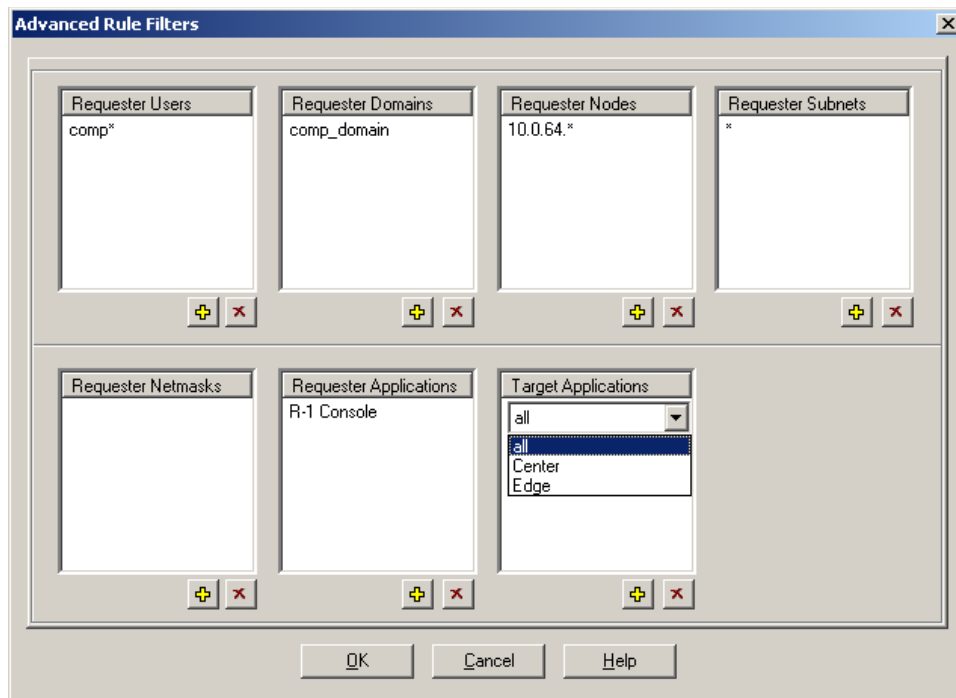 Advanced Rule Filters
Requester Users
comp*
Requester Domains
comp_domain
Requester Nodes
10.0.64.*
Requester Subnets
*
Requester Netmasks
Requester Applications
R-1 Console
Target Applications
all
all
Center
Edge
OK
Cancel
Help